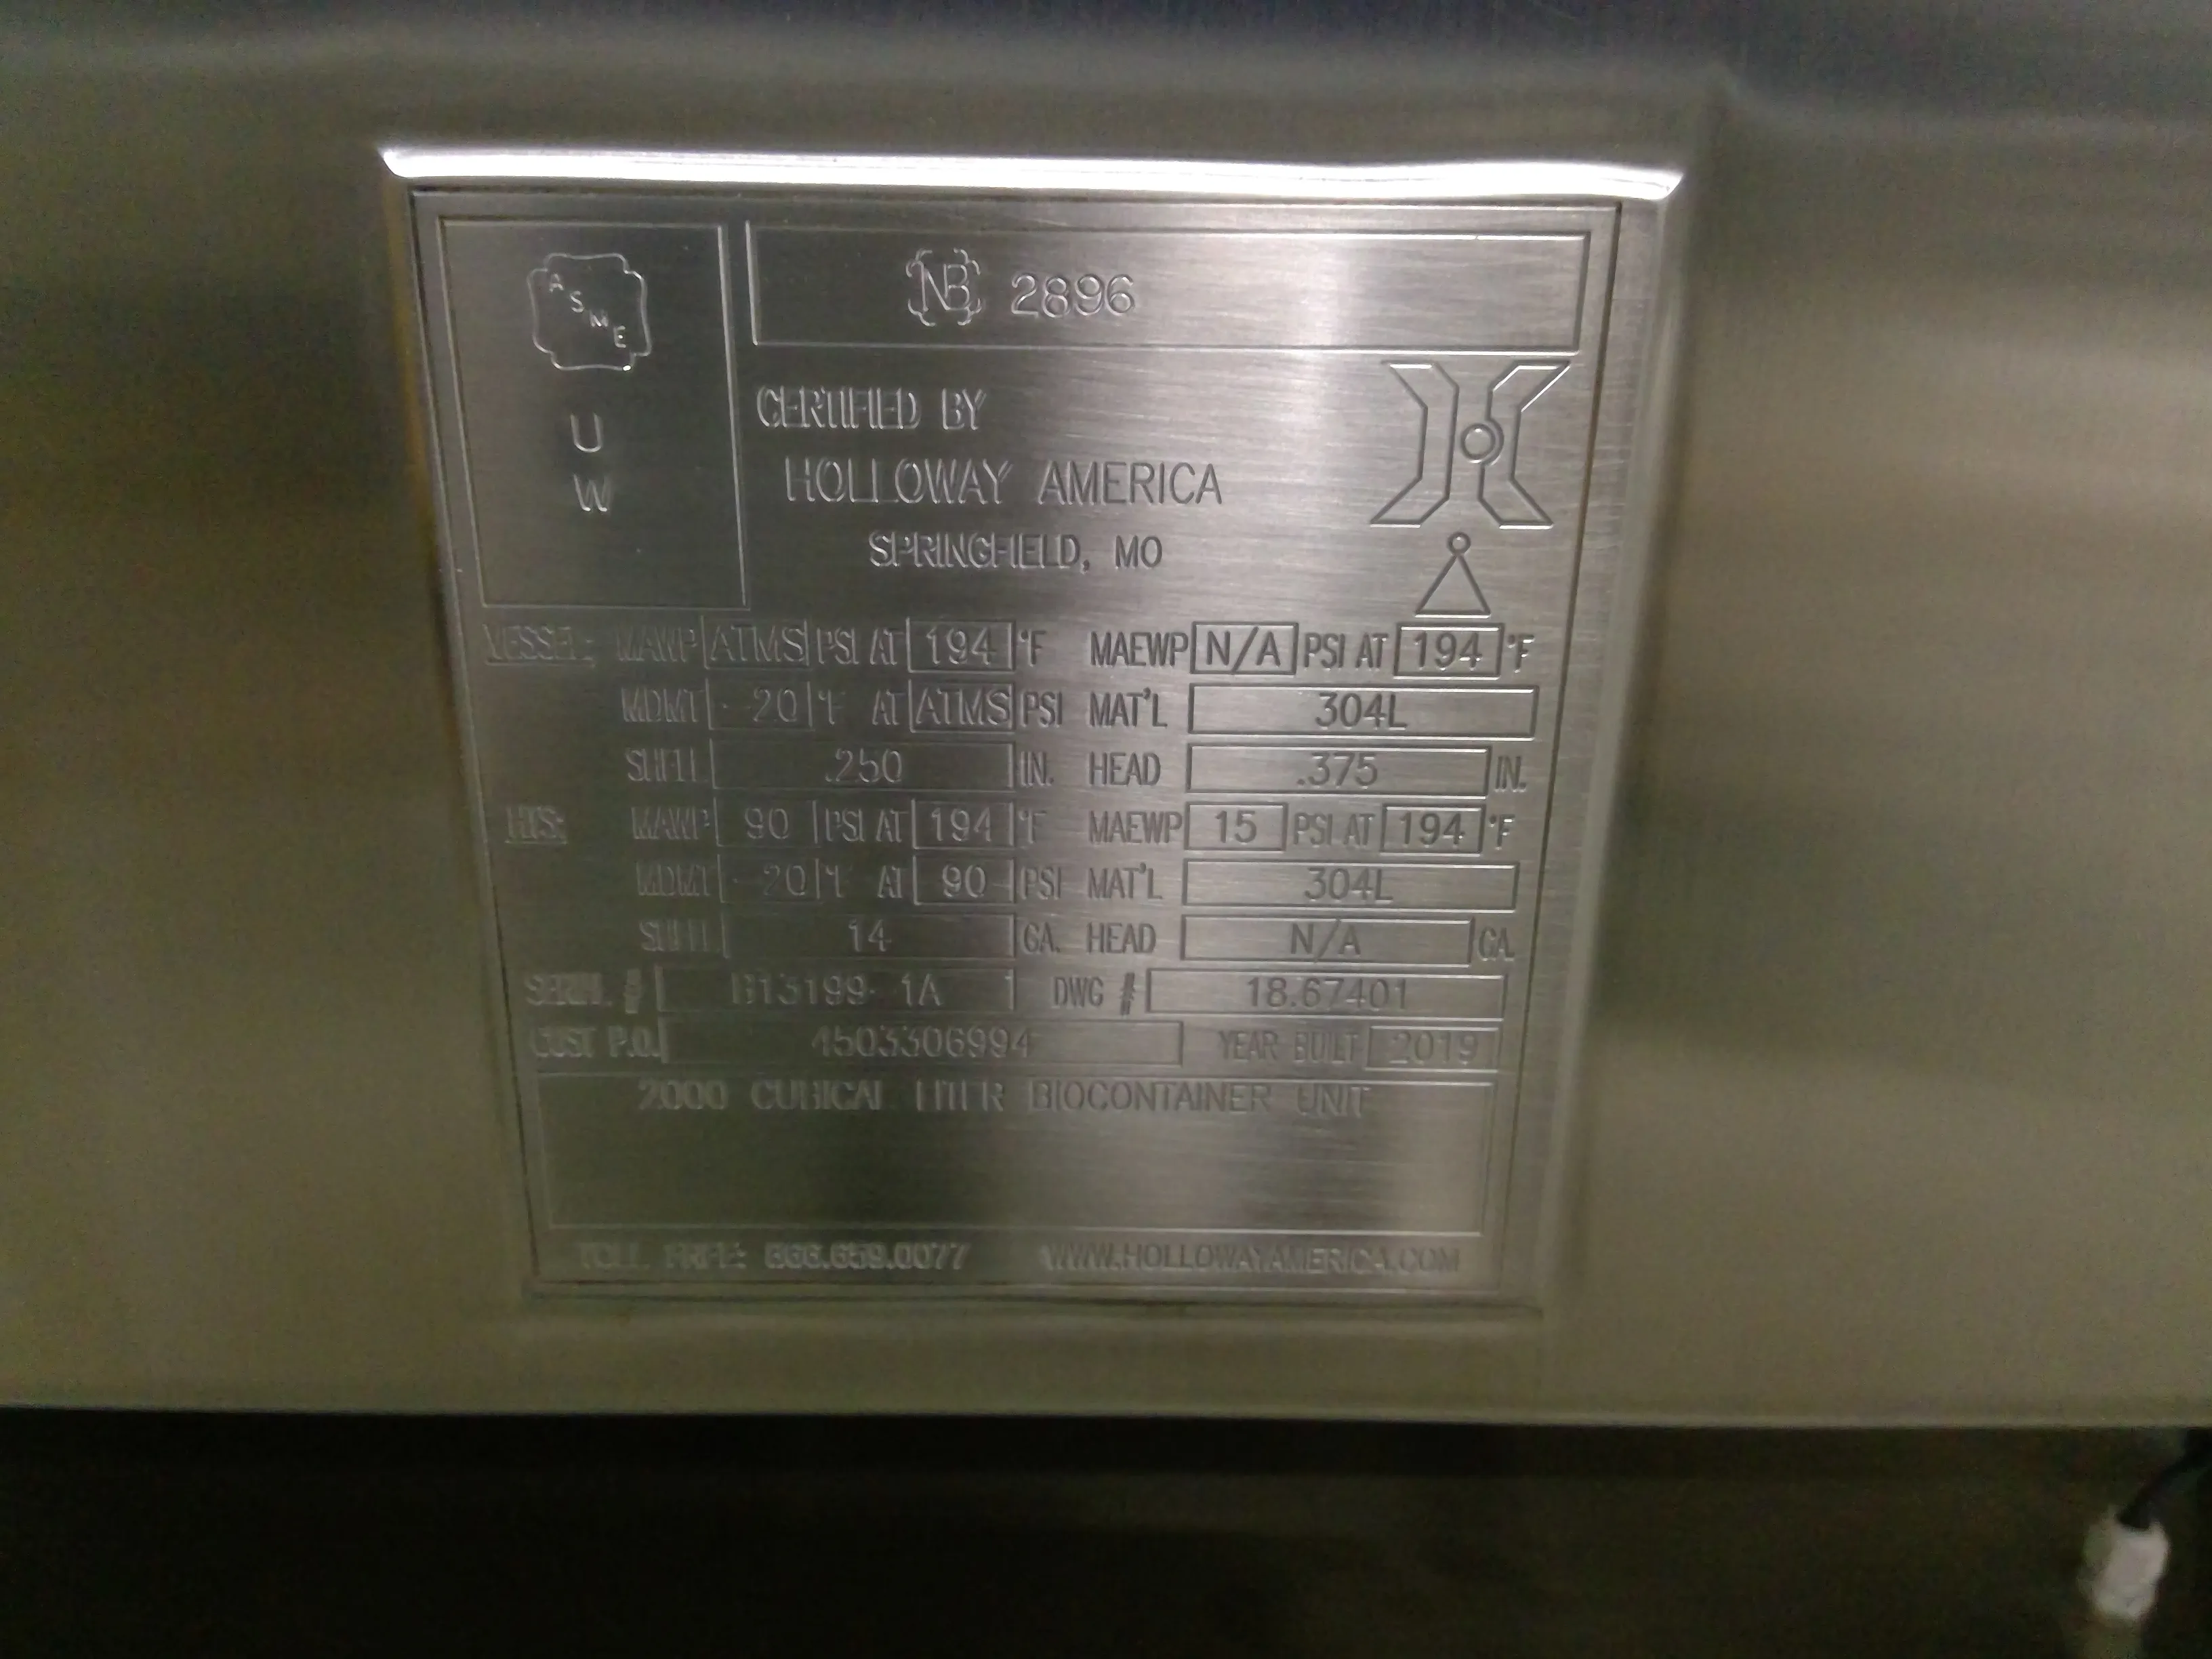 ASME
NB 2896
U
W
CERTIFIED BY
HOLLOWAY AMERICA
SPRINGFIELD, MO
VESSEL: MAWP ATMS PSI AT 194 °F MAEWP N/A PSI AT 194 °F
MDMT -20 °F AT ATMS PSI MAT'L 304L
SHELL .250 IN. HEAD .375 IN.
HTS: MAWP 90 PSI AT 194 °F MAEWP 15 PSI AT 194 °F
MDMT -20 °F AT 90 PSI MAT'L 304L
SHELL 14 GA. HEAD N/A GA.
SERIAL # B13199-1A DWG # 18.67401
CUST P.O. 4503306994 YEAR BUILT 2019
2000 CUBICAL LITER BIOCONTAINER UNIT
TOLL FREE: 866.659.0077 WWW.HOLLOWAYAMERICA.COM